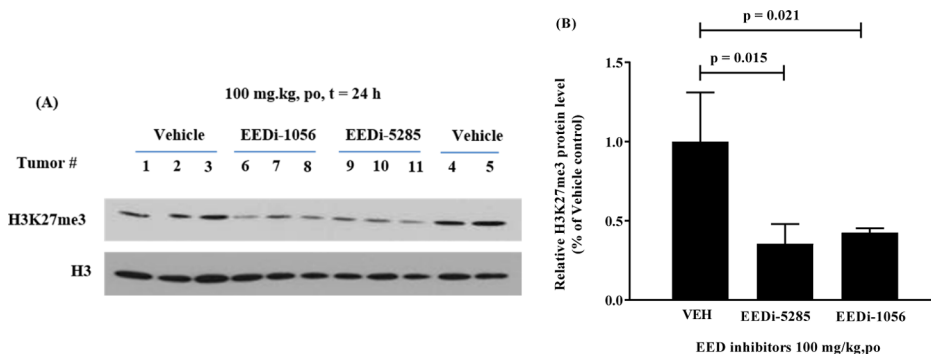 (A)
100 mg.kg, po, t = 24 h
Vehicle EEDi-1056 EEDi-5285 Vehicle
Tumor # 1 2 3 6 7 8 9 10 11 4 5
H3K27me3
H3
(B)
p = 0.021
p = 0.015
Relative H3K27me3 protein level
(% of Vehicle control)
1.5
1.0
0.5
0.0
VEH EEDi-5285 EEDi-1056
EED inhibitors 100 mg/kg,po